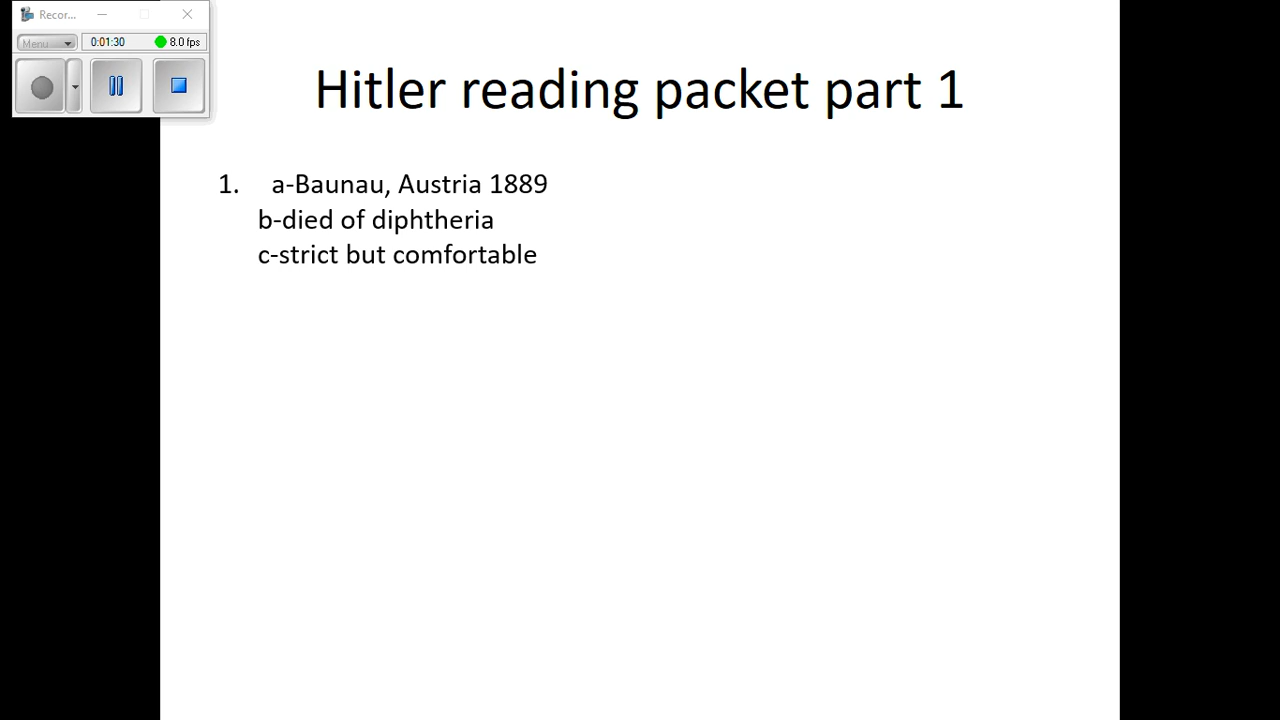 Recor...
Menu
0:01:30
8.0 fps
Hitler reading packet part 1
1. a-Baunau, Austria 1889
b-died of diphtheria
c-strict but comfortable